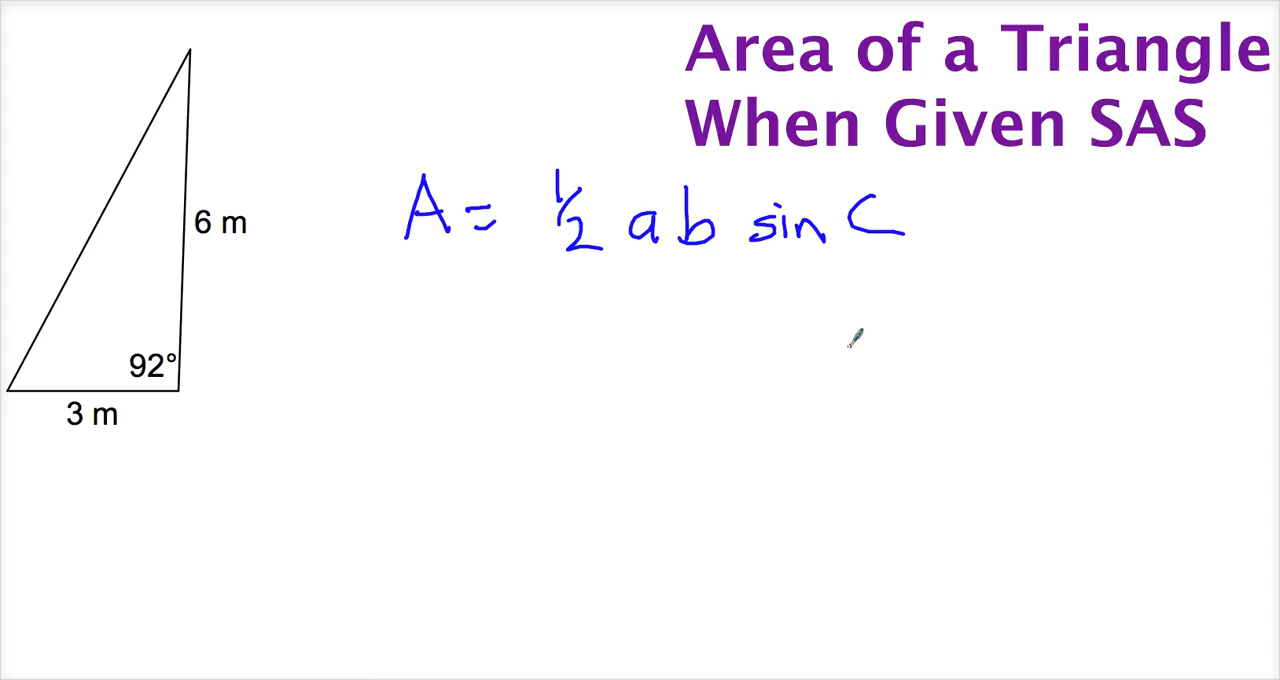 Area of a Triangle
When Given SAS
A = 1/2 a b sin C
6 m
92°
3 m